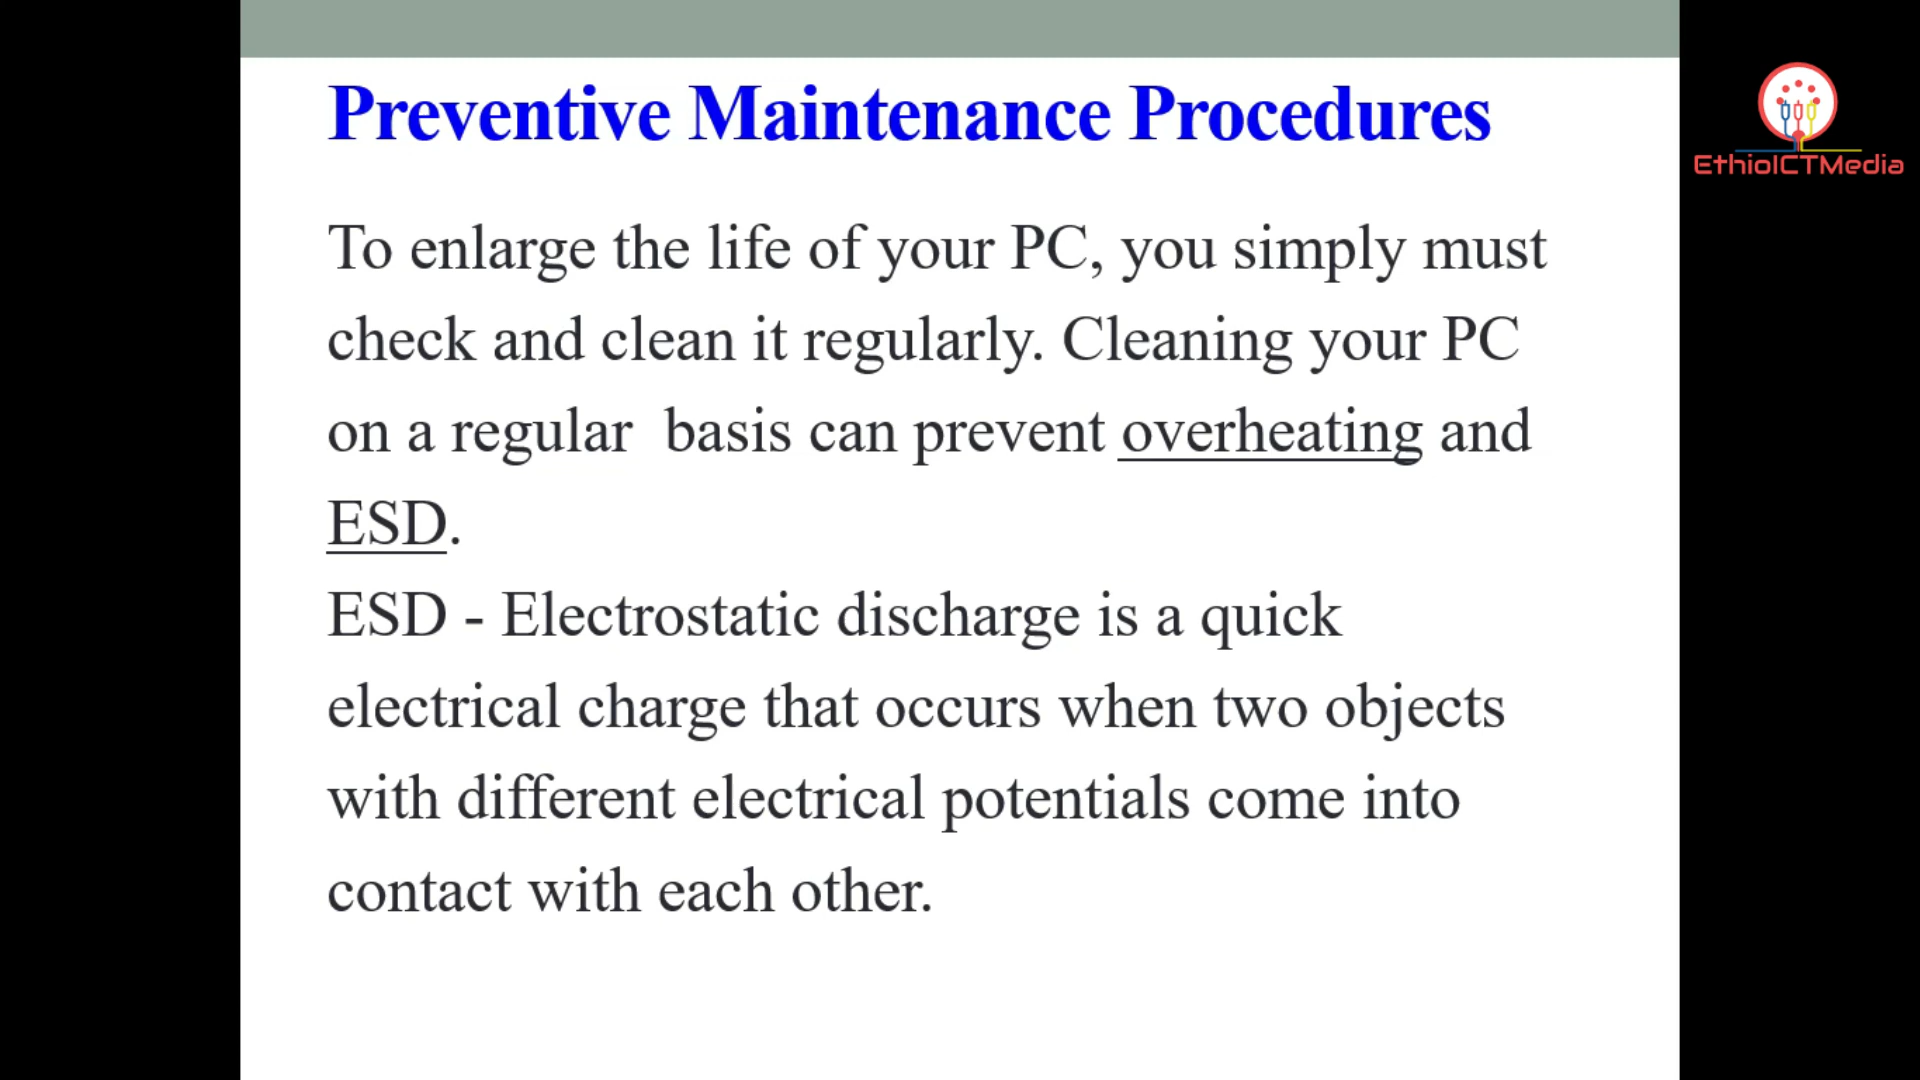 Preventive Maintenance Procedures
EthioICTMedia
To enlarge the life of your PC, you simply must
check and clean it regularly. Cleaning your PC
on a regular  basis can prevent overheating and
ESD.
ESD - Electrostatic discharge is a quick
electrical charge that occurs when two objects
with different electrical potentials come into
contact with each other.